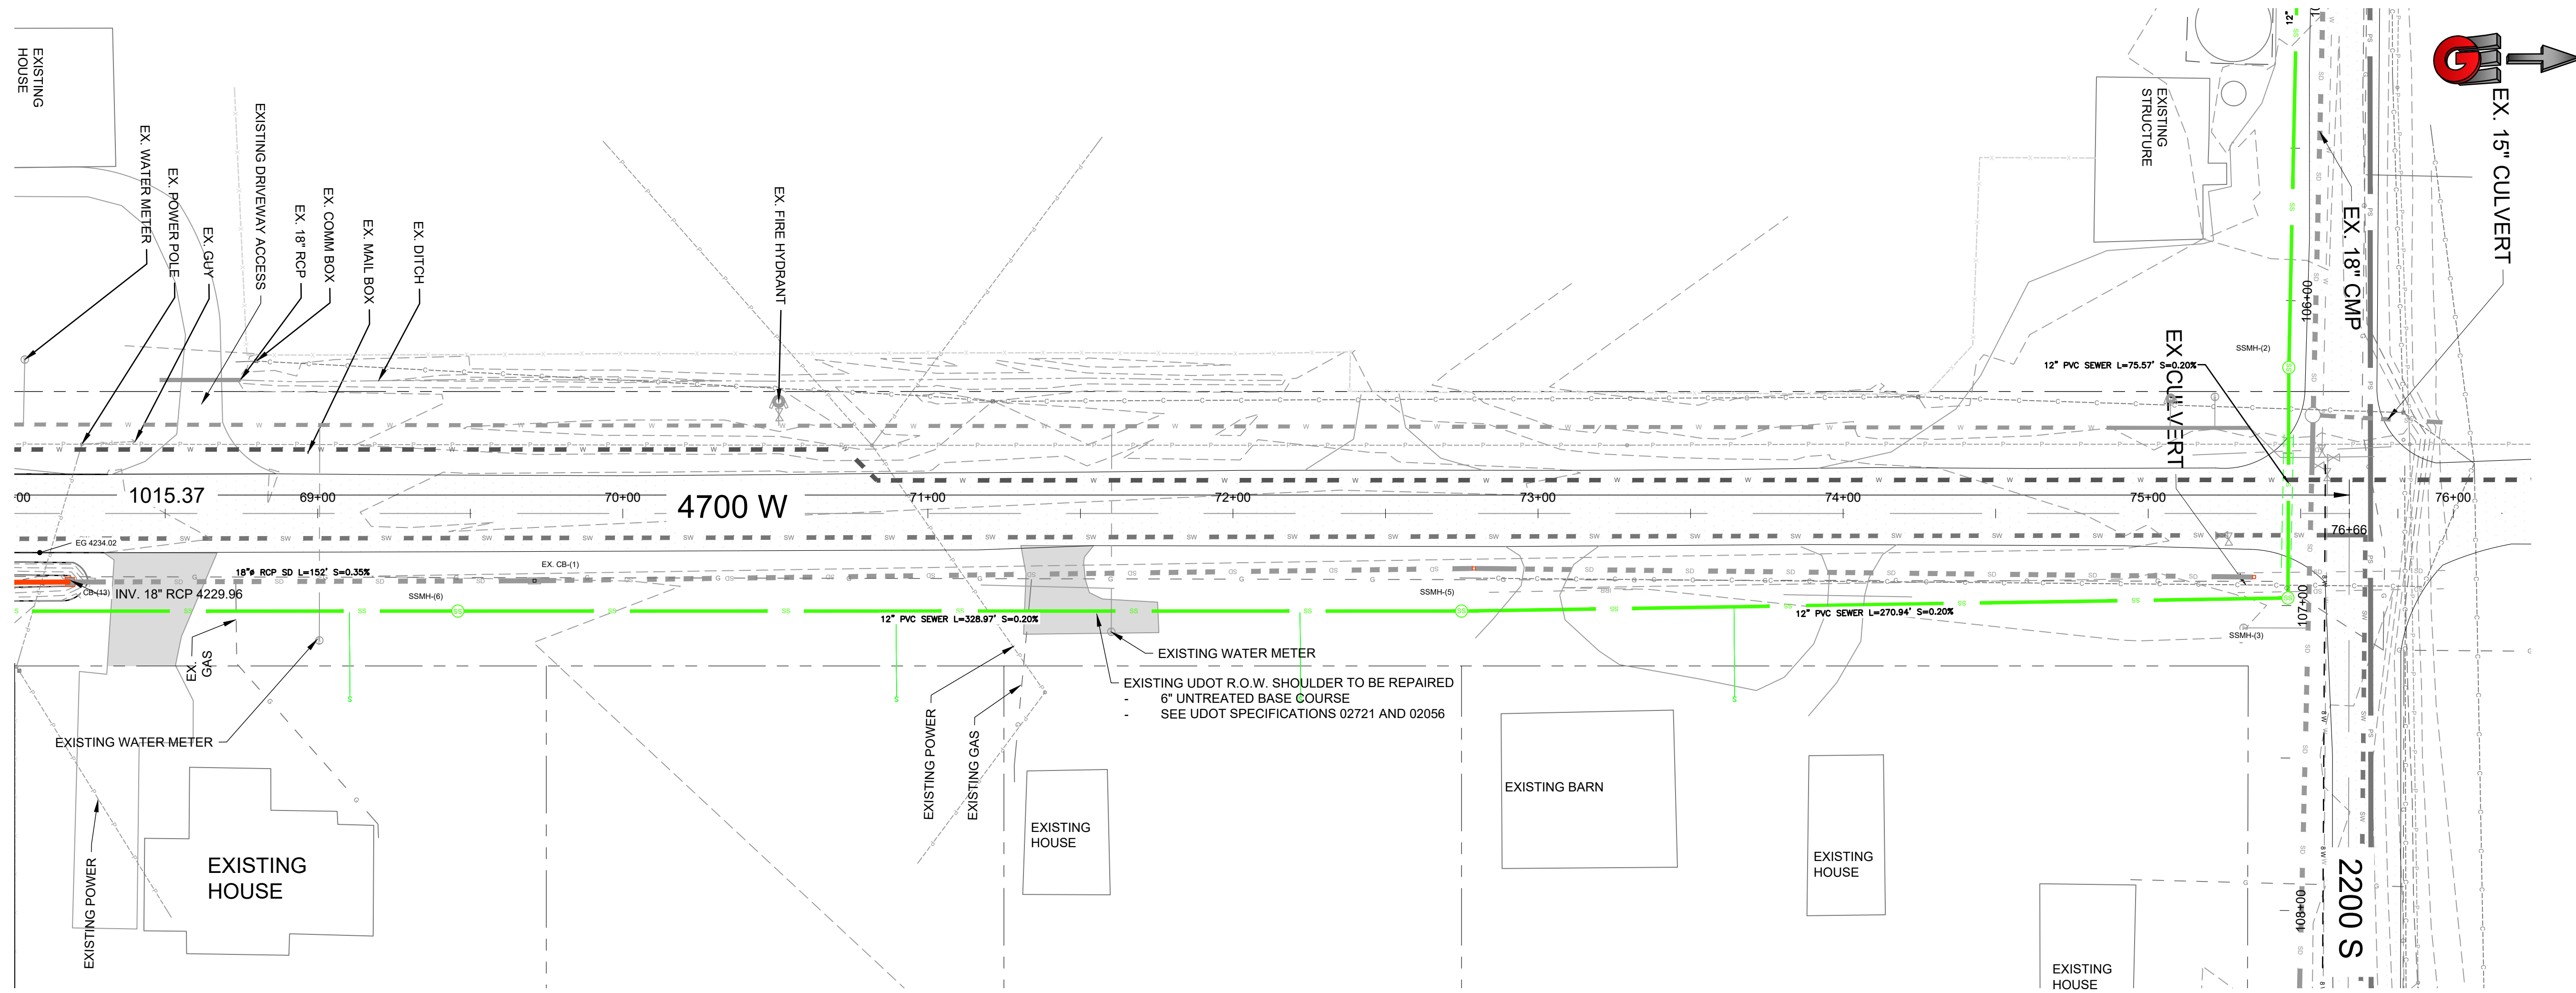 EXISTING
HOUSE
EX. WATER METER
EX. POWER POLE
EX. GUY
EXISTING DRIVEWAY ACCESS
EX. 18" RCP
EX. COMM BOX
EX. MAIL BOX
EX. DITCH
EX. FIRE HYDRANT
EXISTING
STRUCTURE
12"
G
EX. 15" CULVERT
EX. 18" CMP
106+00
SSMH-(2)
12" PVC SEWER L=75.57' S=0.20%
EX CULVERT
+00
1015.37
69+00
70+00
4700 W
71+00
72+00
73+00
74+00
75+00
76+00
76+66
EG 4234.02
18"ø RCP SD L=152' S=0.35%
EX. CB-(1)
CB-(13)
INV. 18" RCP 4229.96
SSMH-(6)
SSMH-(5)
12" PVC SEWER L=328.97' S=0.20%
12" PVC SEWER L=270.94' S=0.20%
107+00
SSMH-(3)
EX.
GAS
EXISTING WATER METER
EXISTING UDOT R.O.W. SHOULDER TO BE REPAIRED
- 6" UNTREATED BASE COURSE
- SEE UDOT SPECIFICATIONS 02721 AND 02056
EXISTING WATER METER
EXISTING POWER
EXISTING GAS
EXISTING POWER
EXISTING
HOUSE
EXISTING
HOUSE
EXISTING BARN
EXISTING
HOUSE
EXISTING
HOUSE
108+00
2200 S